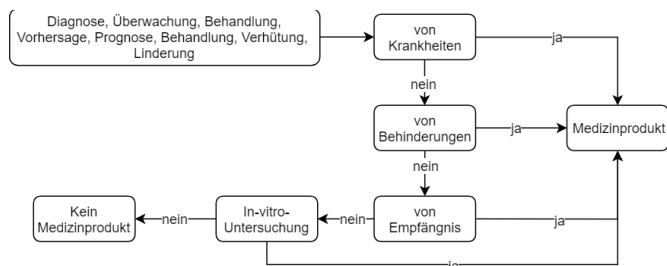 Diagnose, Überwachung, Behandlung,
Vorhersage, Prognose, Behandlung, Verhütung,
Linderung
von
Krankheiten
ja
nein
von
Behinderungen
ja
Medizinprodukt
nein
Kein
Medizinprodukt
nein
In-vitro-
Untersuchung
nein
von
Empfängnis
ja
ja